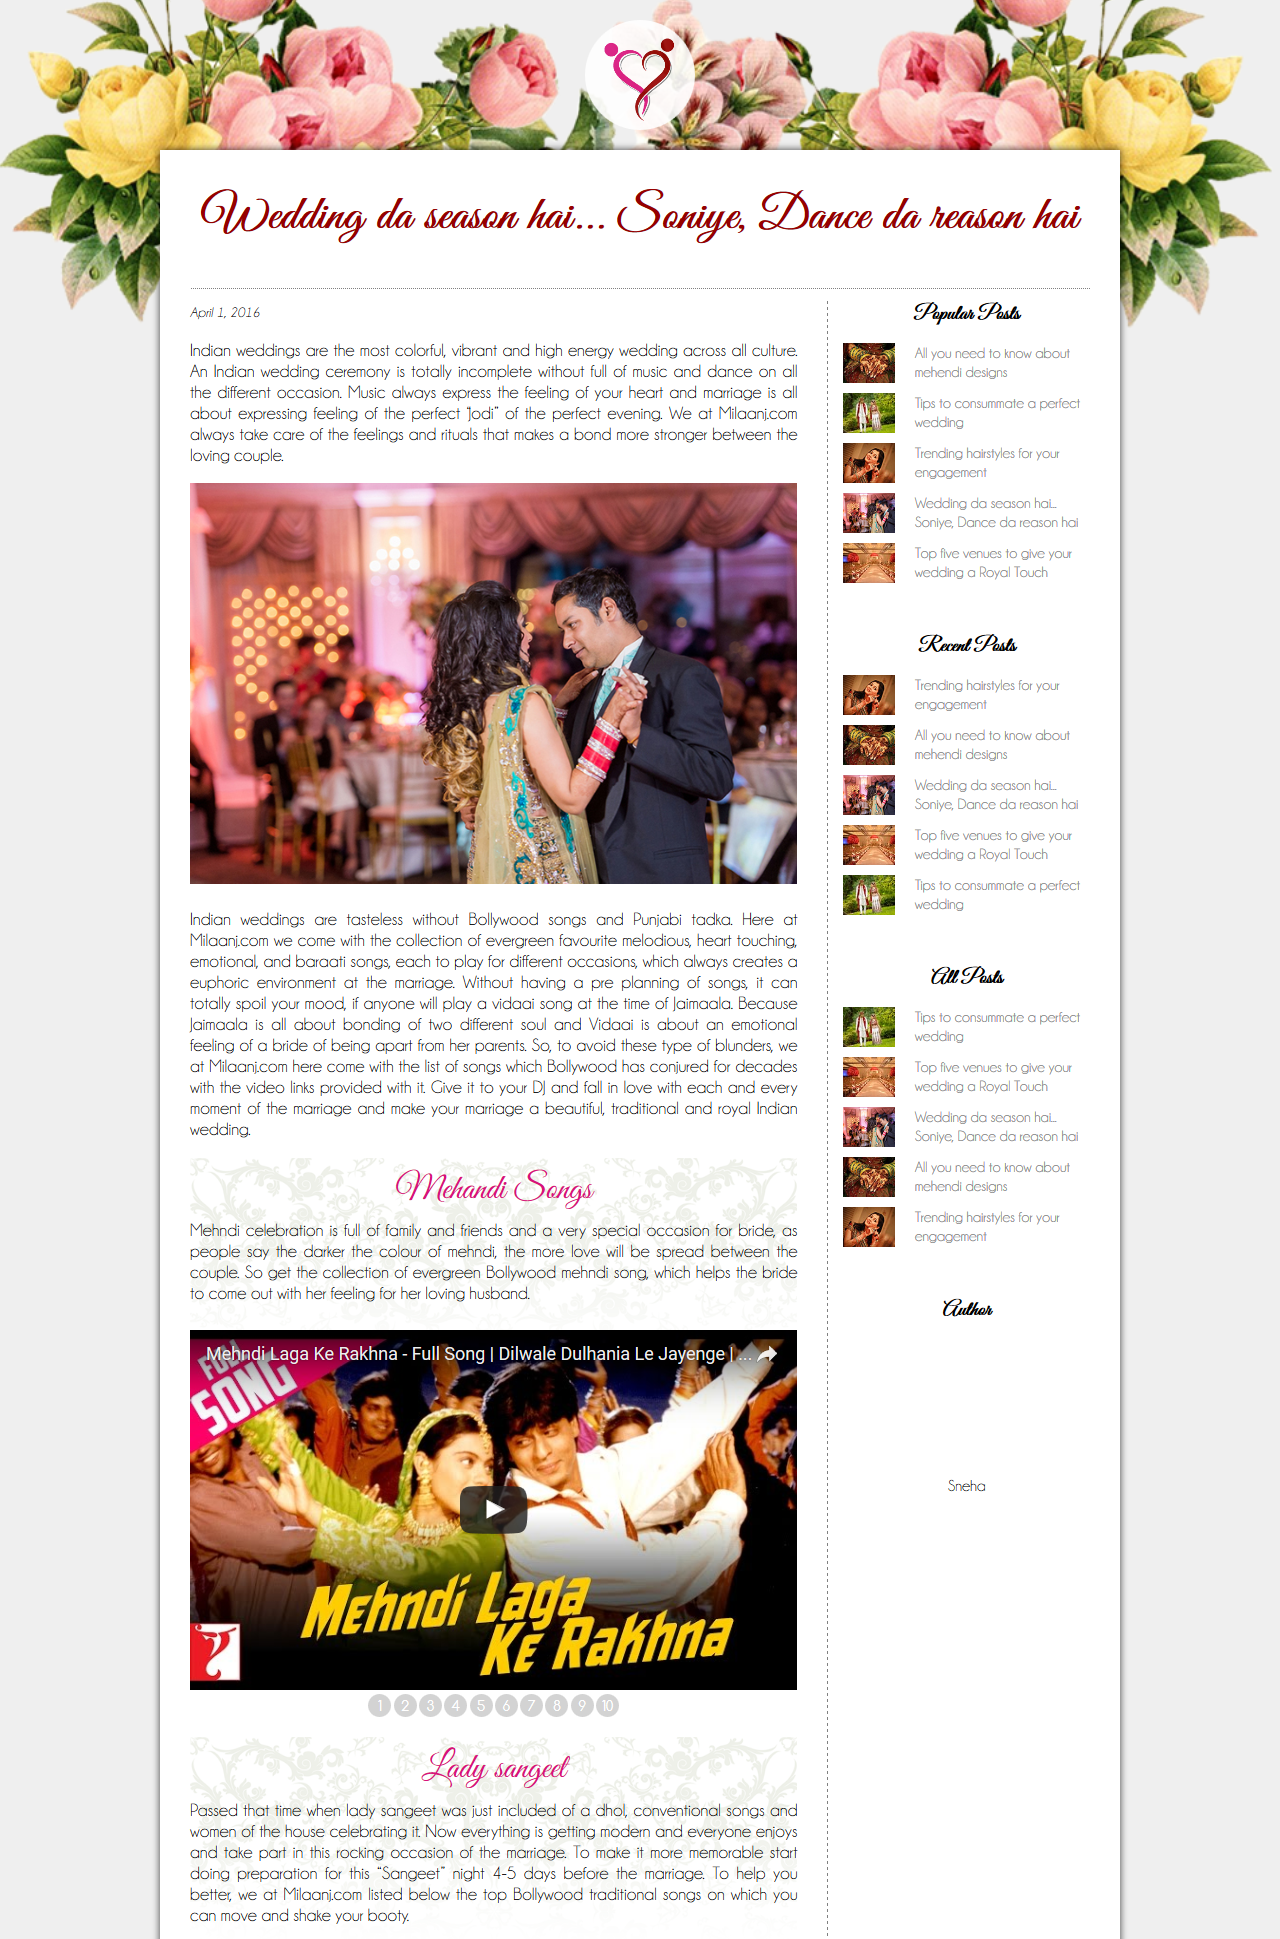 Wedding da season hai... Soniye, Dance da reason hai
April 1, 2016
Indian weddings are the most colorful, vibrant and high energy wedding across all culture.
An Indian wedding ceremony is totally incomplete without full of music and dance on all
the different occasion. Music always express the feeling of your heart and marriage is all
about expressing feeling of the perfect “Jodi” of the perfect evening. We at Milaanj.com
always take care of the feelings and rituals that makes a bond more stronger between the
loving couple.
Indian weddings are tasteless without Bollywood songs and Punjabi tadka. Here at
Milaanj.com we come with the collection of evergreen favourite melodious, heart touching,
emotional, and baraati songs, each to play for different occasions, which always creates a
euphoric environment at the marriage. Without having a pre planning of songs, it can
totally spoil your mood, if anyone will play a vidaai song at the time of Jaimaala. Because
Jaimaala is all about bonding of two different soul and Vidaai is about an emotional
feeling of a bride of being apart from her parents. So, to avoid these type of blunders, we
at Milaanj.com here come with the list of songs which Bollywood has conjured for decades
with the video links provided with it. Give it to your DJ and fall in love with each and every
moment of the marriage and make your marriage a beautiful, traditional and royal Indian
wedding.
Mehandi Songs
Mehndi celebration is full of family and friends and a very special occasion for bride, as
people say the darker the colour of mehndi, the more love will be spread between the
couple. So get the collection of evergreen Bollywood mehndi song, which helps the bride
to come out with her feeling for her loving husband.
Mehndi Laga Ke Rakhna - Full Song | Dilwale Dulhania Le Jayenge | ...
FULL
SONG
Mehndi Laga
Ke Rakhna
1 2 3 4 5 6 7 8 9 10
Lady sangeet
Passed that time when lady sangeet was just included of a dhol, conventional songs and
women of the house celebrating it. Now everything is getting modern and everyone enjoys
and take part in this rocking occasion of the marriage. To make it more memorable start
doing preparation for this “Sangeet” night 4-5 days before the marriage. To help you
better, we at Milaanj.com listed below the top Bollywood traditional songs on which you
can move and shake your booty.
Popular Posts
All you need to know about
mehendi designs
Tips to consummate a perfect
wedding
Trending hairstyles for your
engagement
Wedding da season hai...
Soniye, Dance da reason hai
Top five venues to give your
wedding a Royal Touch
Recent Posts
Trending hairstyles for your
engagement
All you need to know about
mehendi designs
Wedding da season hai...
Soniye, Dance da reason hai
Top five venues to give your
wedding a Royal Touch
Tips to consummate a perfect
wedding
All Posts
Tips to consummate a perfect
wedding
Top five venues to give your
wedding a Royal Touch
Wedding da season hai...
Soniye, Dance da reason hai
All you need to know about
mehendi designs
Trending hairstyles for your
engagement
Author
Sneha